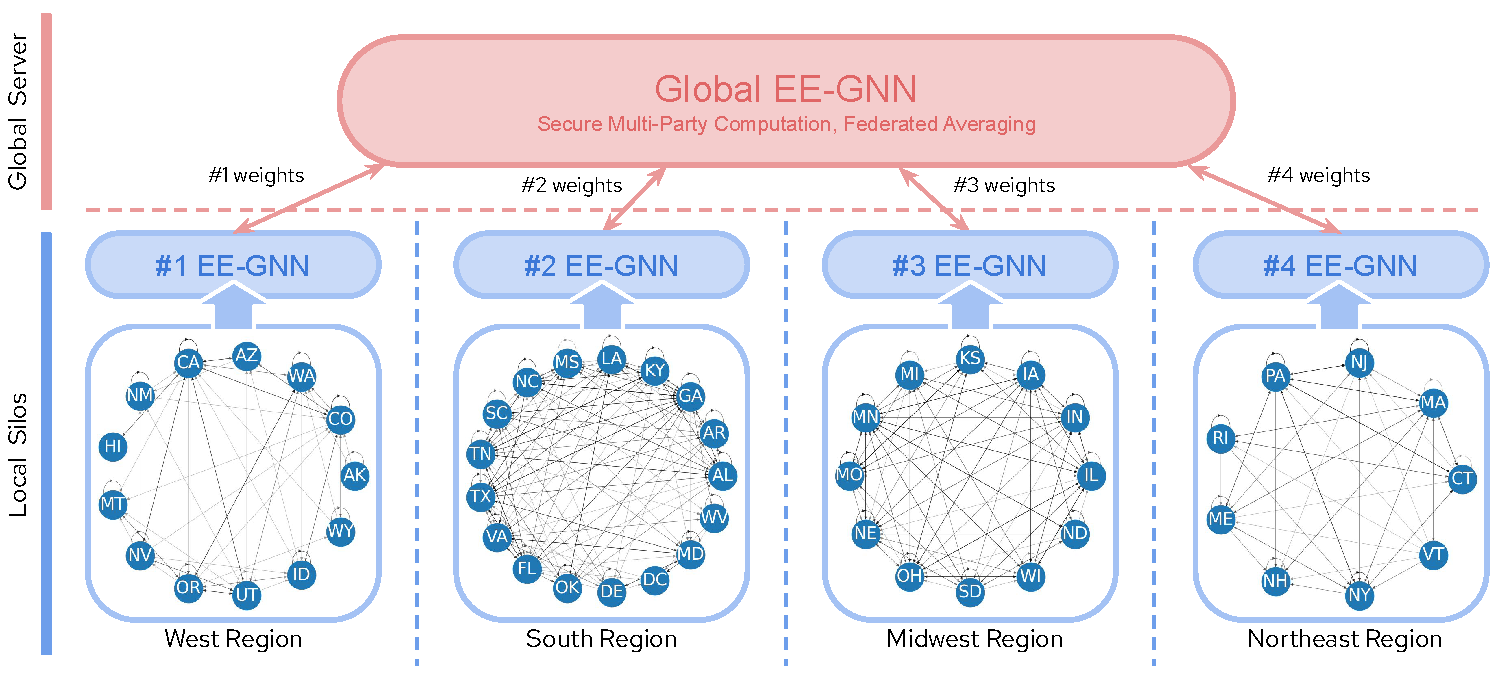 Global Server
Global EE-GNN
Secure Multi-Party Computation, Federated Averaging
#1 weights
#2 weights
#3 weights
#4 weights
Local Silos
#1 EE-GNN
#2 EE-GNN
#3 EE-GNN
#4 EE-GNN
CA
AZ
WA
NM
CO
HI
AK
MT
WY
NV
ID
OR
UT
West Region
MS
LA
KY
NC
GA
SC
AR
TN
AL
TX
WV
VA
MD
FL
DC
OK
DE
South Region
KS
MI
IA
MN
IN
MO
IL
NE
ND
OH
WI
SD
Midwest Region
NJ
PA
MA
RI
CT
ME
VT
NH
NY
Northeast Region